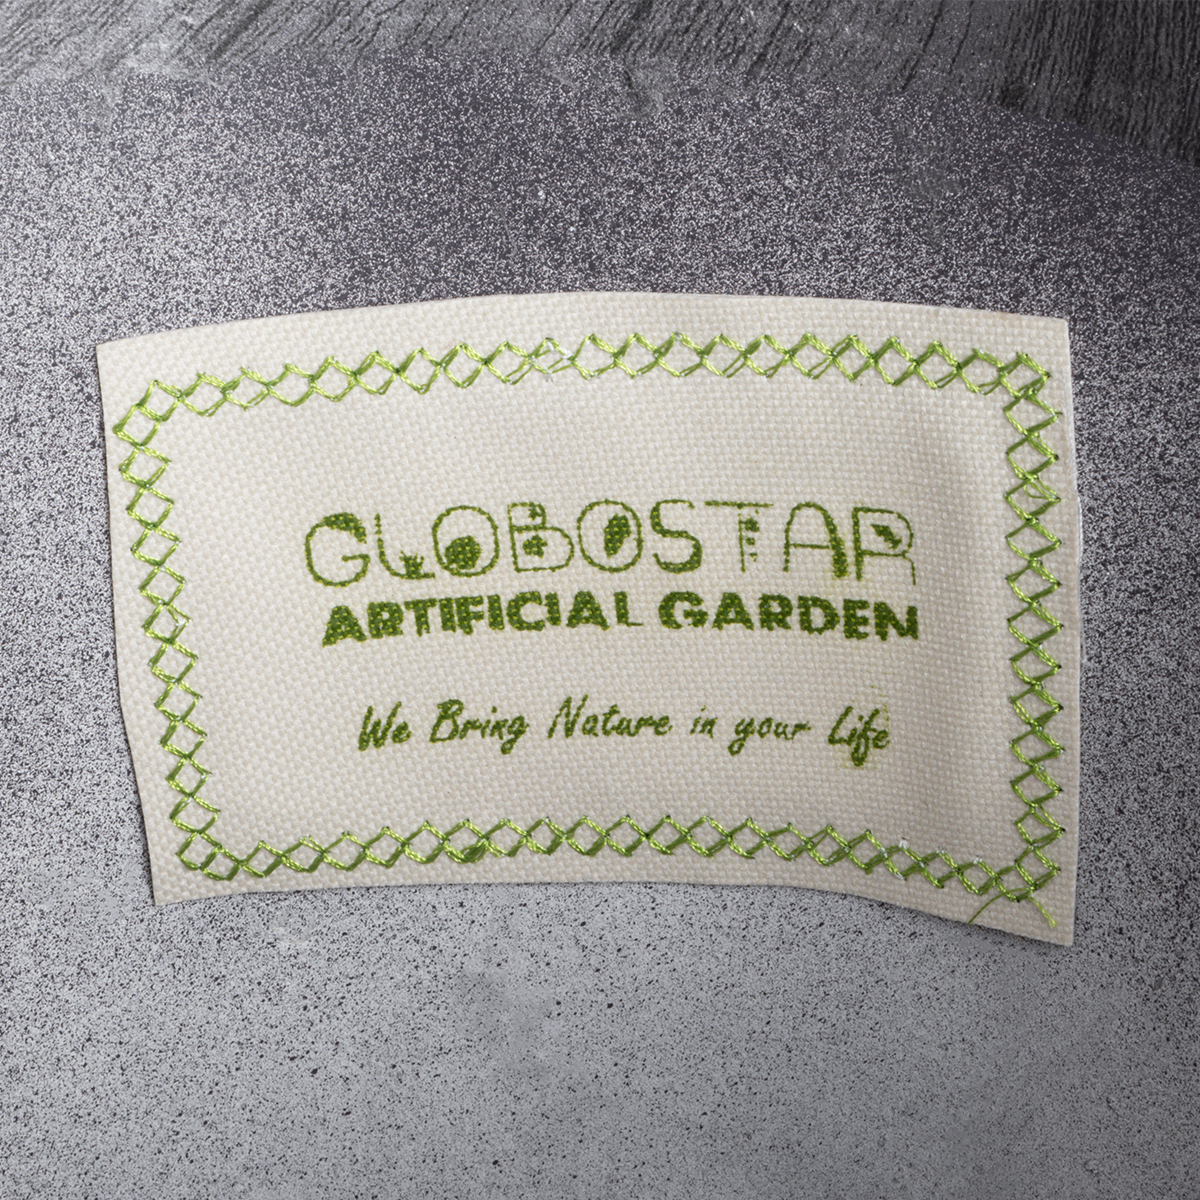 GLOBOSTAR
ARTIFICIAL GARDEN
We Bring Nature in your Life